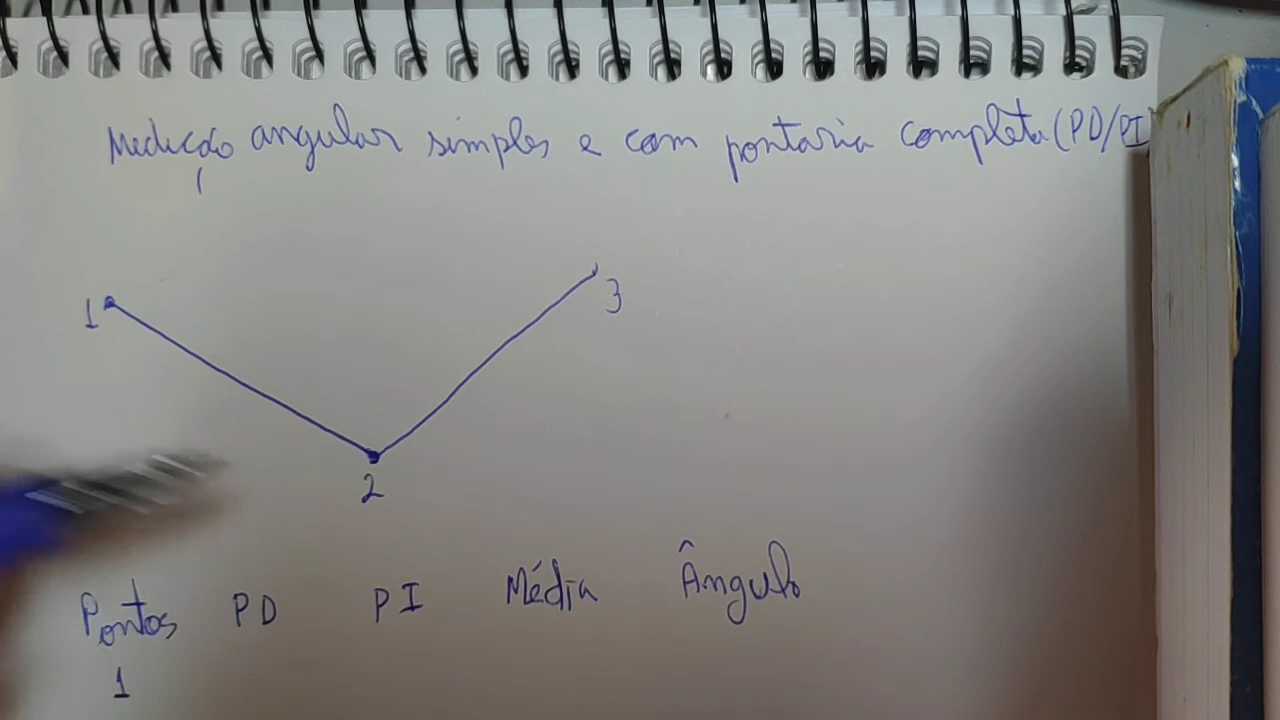 Medição angular simples e com pontaria completa (PD/PI
1
3
2
Pontos PD PI Média Ângulo
1